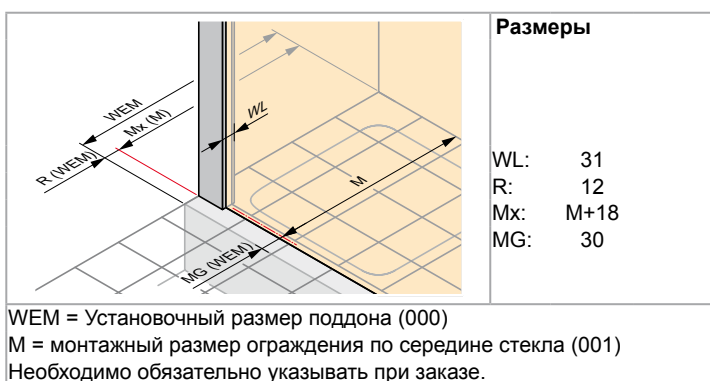 Размеры
WEM
Mx (M)
R (WEM)
WL
M
MG (WEM)
WL: 31
R: 12
Mx: M+18
MG: 30
WEM = Установочный размер поддона (000)
M = монтажный размер ограждения по середине стекла (001)
Необходимо обязательно указывать при заказе.